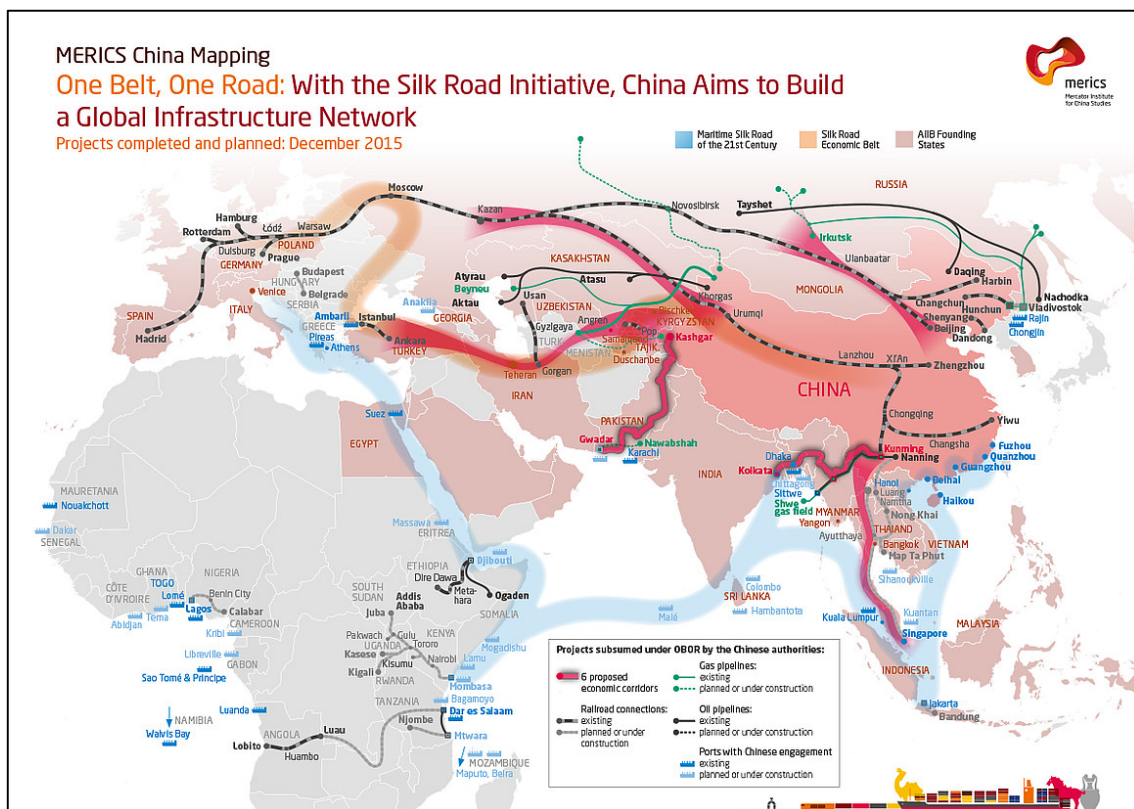 MERICS China Mapping
One Belt, One Road: With the Silk Road Initiative, China Aims to Build
a Global Infrastructure Network
Projects completed and planned: December 2015
merics
Mercator Institute
for China Studies
Maritime Silk Road
of the 21st Century
Silk Road
Economic Belt
AIIB Founding
States
RUSSIA
Moscow
Kazan
Novosibirsk
Tayshet
Hamburg
Rotterdam
Łódź
Warsaw
Duisburg
POLAND
Prague
GERMANY
Irkutsk
Ulanbaatar
KASAKHSTAN
Budapest
HUNGARY
Belgrade
SERBIA
Venice
ITALY
SPAIN
Madrid
Atyrau
Beyneu
Aktau
Atasu
Khorgas
MONGOLIA
Daqing
Harbin
Changchun
Hunchun
Shenyang
Nachodka
Vladivostok
Rajin
Chongjin
Beijing
Dandong
Anaklia
GEORGIA
Usan
UZBEKISTAN
Bischkek
KYRGYZSTAN
Urumqi
Ambarli
Istanbul
GREECE
Pireas
Athens
Ankara
TURKEY
Gyzlgaya
Angren
TURK
MENISTAN
Pop
Samarkand
TAJIK
Duschanbe
Kashgar
Teheran
Gorgan
IRAN
Lanzhou
Xi'An
Zhengzhou
CHINA
Suez
EGYPT
PAKISTAN
Gwadar
Nawabshah
Karachi
Chongqing
Yiwu
Changsha
Fuzhou
Quanzhou
Guangzhou
Kunming
Nanning
INDIA
Dhaka
Kolkata
Chittagong
Sittwe
Shwe
gas field
Hanoi
Luang
Namtha
Beihai
Haikou
MYANMAR
Yangon
Nong Khai
THAILAND
Ayutthaya
Bangkok
VIETNAM
Map Ta Phut
Sihanoukville
MAURETANIA
Nouakchott
Dakar
SENEGAL
Massawa
ERITREA
Djibouti
ETHIOPIA
Dire Dawa
Meta-
hara
Ogaden
SOMALIA
Addis
Ababa
SOUTH
SUDAN
Juba
GHANA
CÔTE
D'IVOIRE
TOGO
Lomé
NIGERIA
Benin City
Lagos
Calabar
CAMEROON
Abidjan
Tema
Kribi
Libreville
GABON
Sao Tomé & Principe
Pakwach
Gulu
KENYA
UGANDA
Tororo
Kasese
Kisumu
Nairobi
Kigali
RWANDA
Mogadishu
Lamu
Mombasa
Bagamoyo
TANZANIA
Dar es Salaam
Njombe
Mtwara
Luanda
NAMIBIA
Walvis Bay
ANGOLA
Luau
Lobito
Huambo
MOZAMBIQUE
Maputo, Beira
Colombo
SRI LANKA
Hambantota
Malé
Kuala Lumpur
Kuantan
MALAYSIA
Singapore
INDONESIA
Jakarta
Bandung
Projects subsumed under OBOR by the Chinese authorities:
6 proposed
economic corridors
Railroad connections:
existing
planned or under
construction
Gas pipelines:
existing
planned or under construction
Oil pipelines:
existing
planned or under construction
Ports with Chinese engagement
existing
planned or under construction